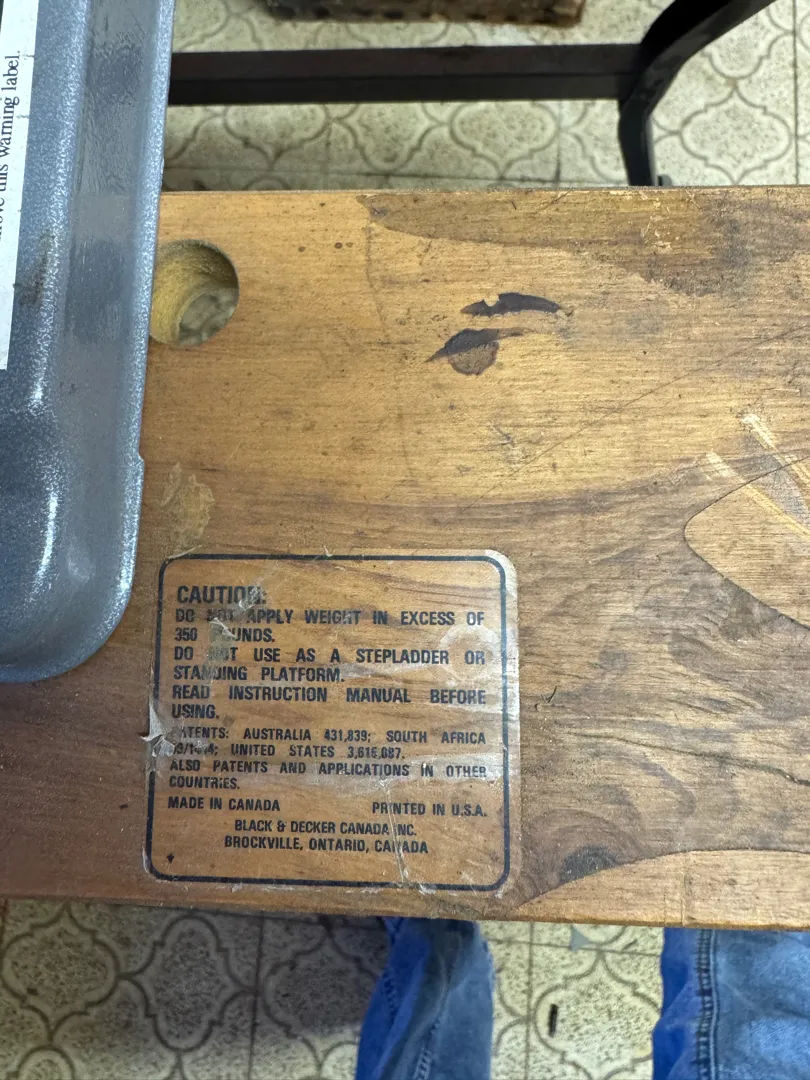 move this warning label.
CAUTION:
DO NOT APPLY WEIGHT IN EXCESS OF
350 POUNDS.
DO NOT USE AS A STEPLADDER OR
STANDING PLATFORM.
READ INSTRUCTION MANUAL BEFORE
USING.
PATENTS: AUSTRALIA 431,839; SOUTH AFRICA
UNITED STATES 3,615,087.
ALSO PATENTS AND APPLICATIONS IN OTHER
COUNTRIES.
MADE IN CANADA PRINTED IN U.S.A.
BLACK & DECKER CANADA INC.
BROCKVILLE, ONTARIO, CANADA